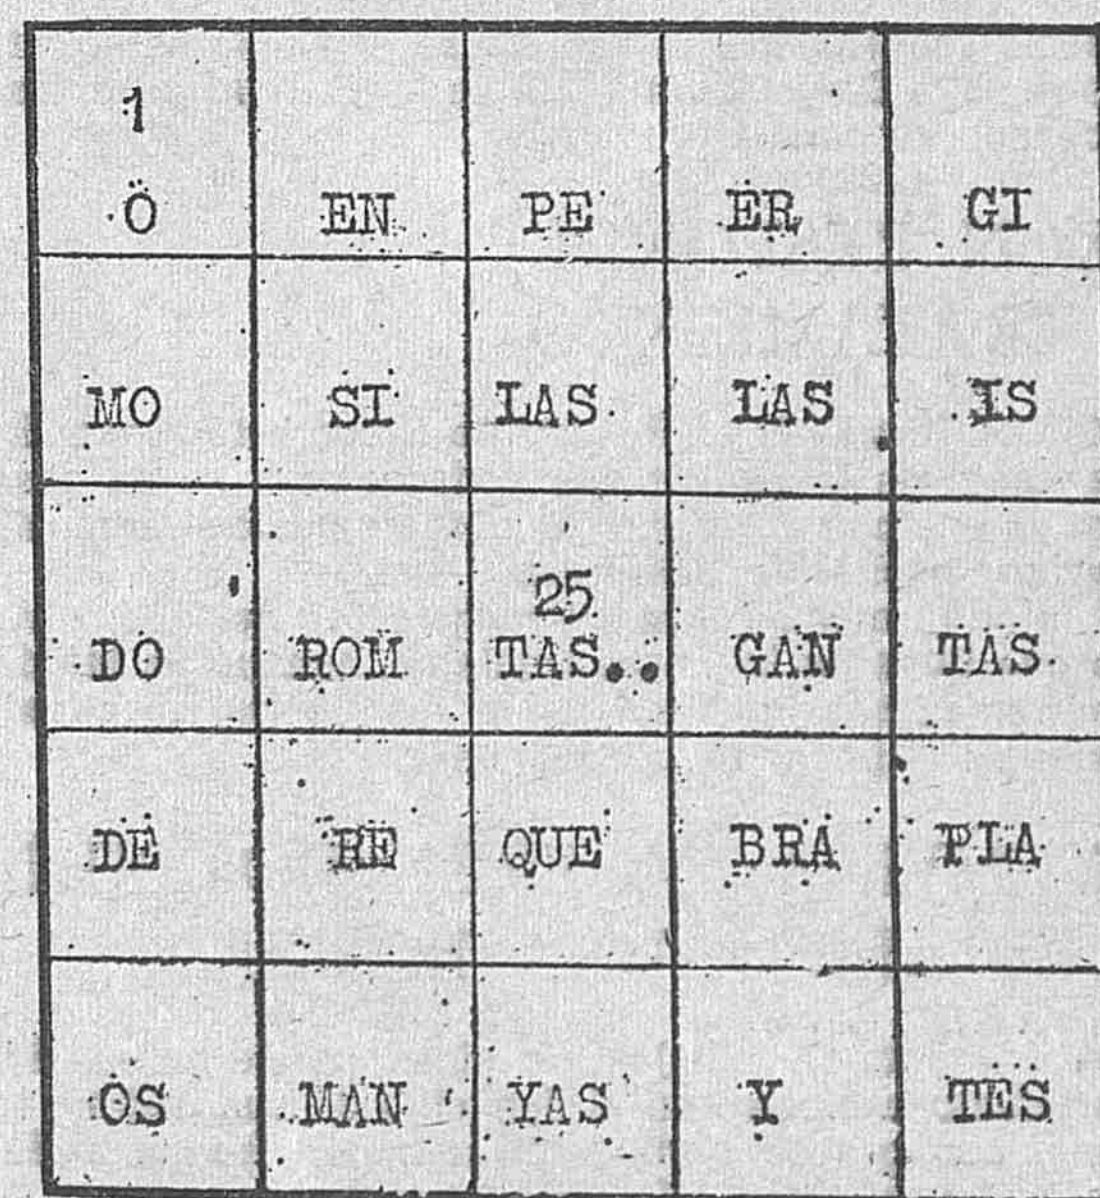 1
O EN PE ER GI
MO SI LAS LAS IS
25
DO ROM TAS.. GAN TAS
DE RE QUE BRA PLA
OS MAN YAS Y TES